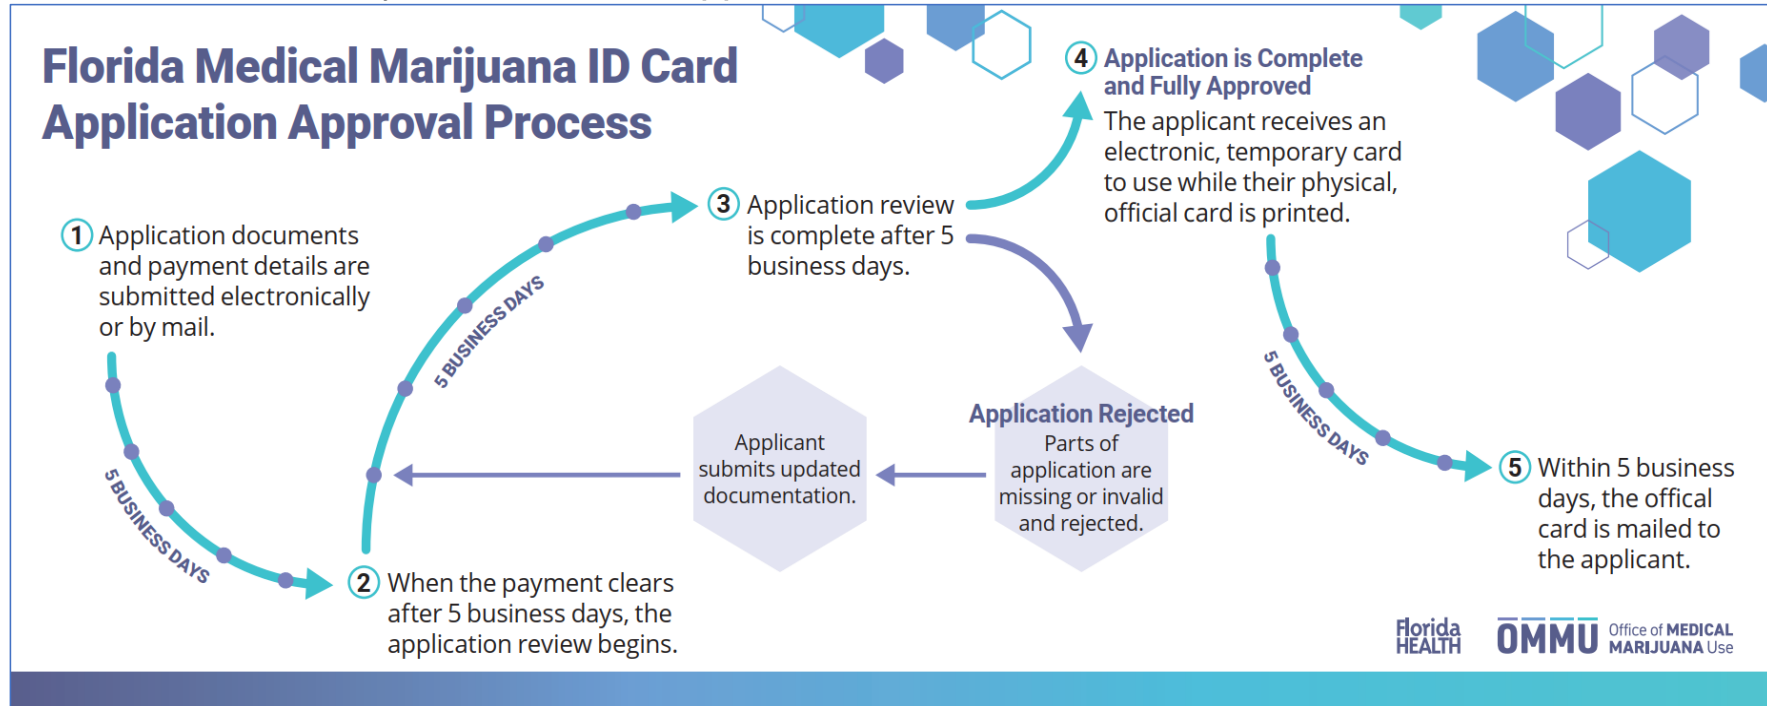 Florida Medical Marijuana ID Card
Application Approval Process
1 Application documents
and payment details are
submitted electronically
or by mail.
5 BUSINESS DAYS
2 When the payment clears
after 5 business days, the
application review begins.
5 BUSINESS DAYS
3 Application review
is complete after 5
business days.
4 Application is Complete
and Fully Approved
The applicant receives an
electronic, temporary card
to use while their physical,
official card is printed.
Application Rejected
Parts of
application are
missing or invalid
and rejected.
Applicant
submits updated
documentation.
5 BUSINESS DAYS
5 Within 5 business
days, the offical
card is mailed to
the applicant.
Florida
HEALTH
OMMU
Office of MEDICAL
MARIJUANA Use